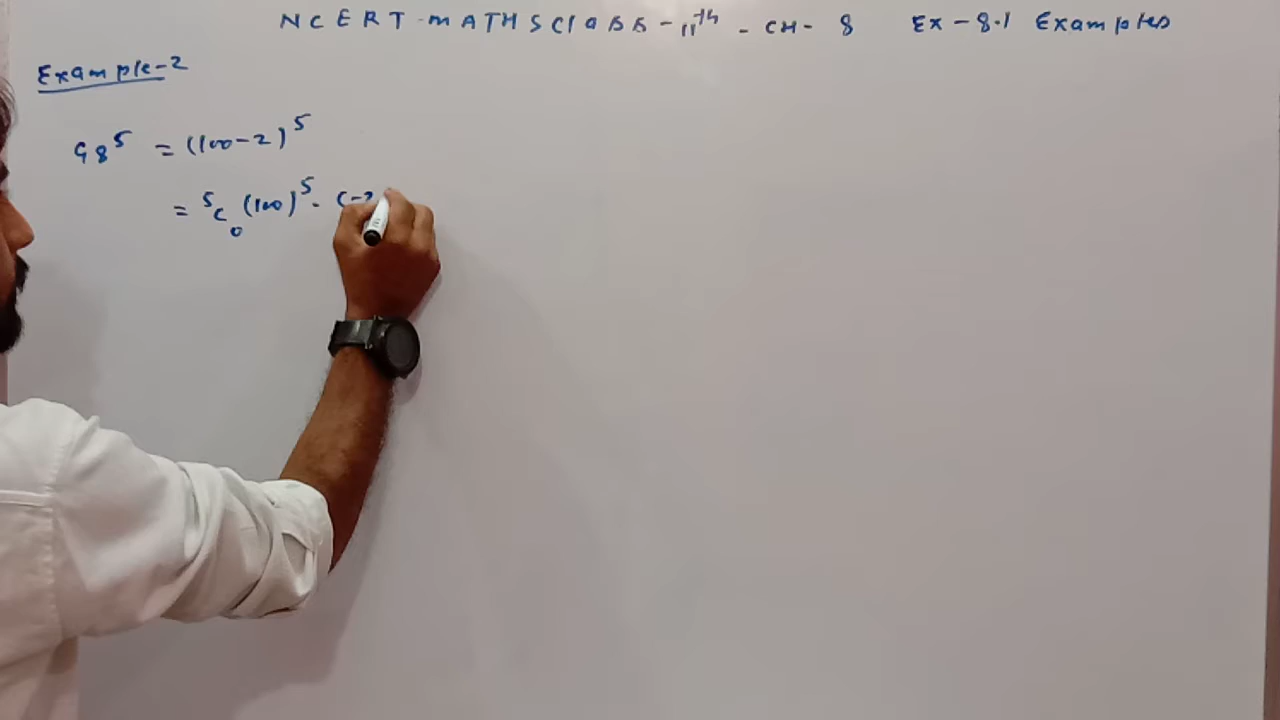 NCERT-MATHS Class-11th - CH- 8 Ex-8.1 Examples
Example-2
98⁵ = (100-2)⁵
= ⁵C₀ (100)⁵. (-2